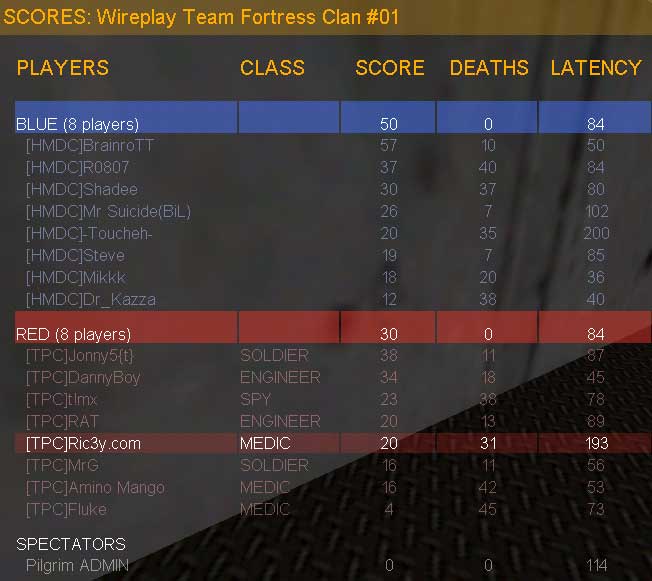 SCORES: Wireplay Team Fortress Clan #01
PLAYERS CLASS SCORE DEATHS LATENCY
BLUE (8 players) 50 0 84
[HMDC]BrainroTT 57 10 50
[HMDC]R0807 37 40 84
[HMDC]Shadee 30 37 80
[HMDC]Mr Suicide(BiL) 26 7 102
[HMDC]-Toucheh- 20 35 200
[HMDC]Steve 19 7 85
[HMDC]Mikkk 18 20 36
[HMDC]Dr_Kazza 12 38 40
RED (8 players) 30 0 84
[TPC]Jonny5{t} SOLDIER 38 11 87
[TPC]DannyBoy ENGINEER 34 18 45
[TPC]t!mx SPY 23 38 78
[TPC]RAT ENGINEER 20 13 89
[TPC]Ric3y.com MEDIC 20 31 193
[TPC]MrG SOLDIER 16 11 56
[TPC]Amino Mango MEDIC 16 42 53
[TPC]Fluke MEDIC 4 45 73
SPECTATORS
Pilgrim ADMIN 0 0 114